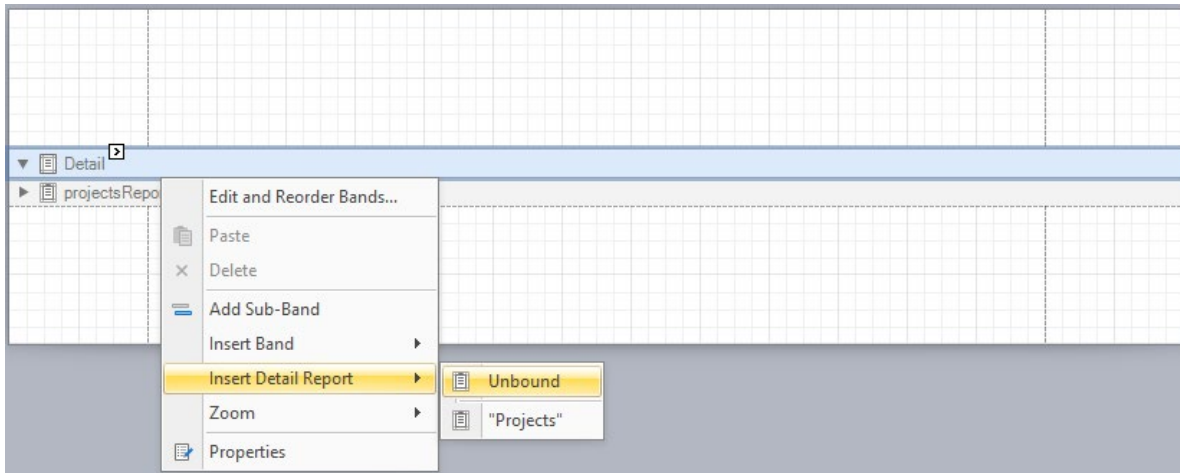 Detail
projectsRepo
Edit and Reorder Bands...
Paste
Delete
Add Sub-Band
Insert Band
Insert Detail Report
Unbound
Zoom
"Projects"
Properties